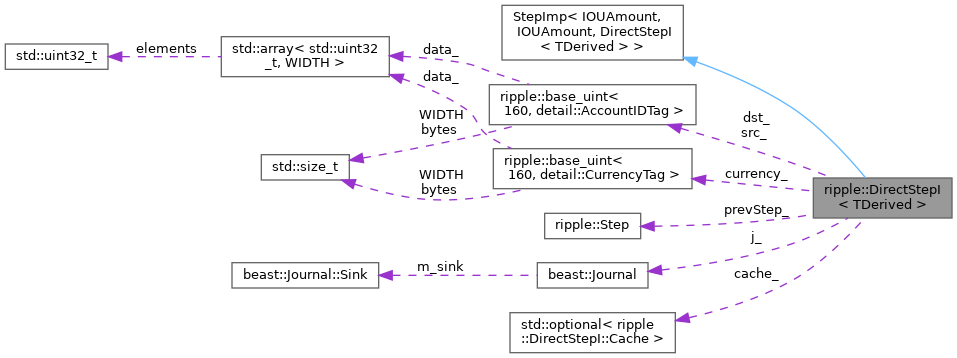 StepImp< IOUAmount,
IOUAmount, DirectStepI
< TDerived > >
std::uint32_t
elements
std::array< std::uint32
_t, WIDTH >
data_
data_
ripple::base_uint<
160, detail::AccountIDTag >
WIDTH
bytes
dst_
src_
std::size_t
ripple::base_uint<
160, detail::CurrencyTag >
WIDTH
bytes
currency_
ripple::DirectStepI
< TDerived >
prevStep_
ripple::Step
j_
beast::Journal::Sink
m_sink
beast::Journal
cache_
std::optional< ripple
::DirectStepI::Cache >